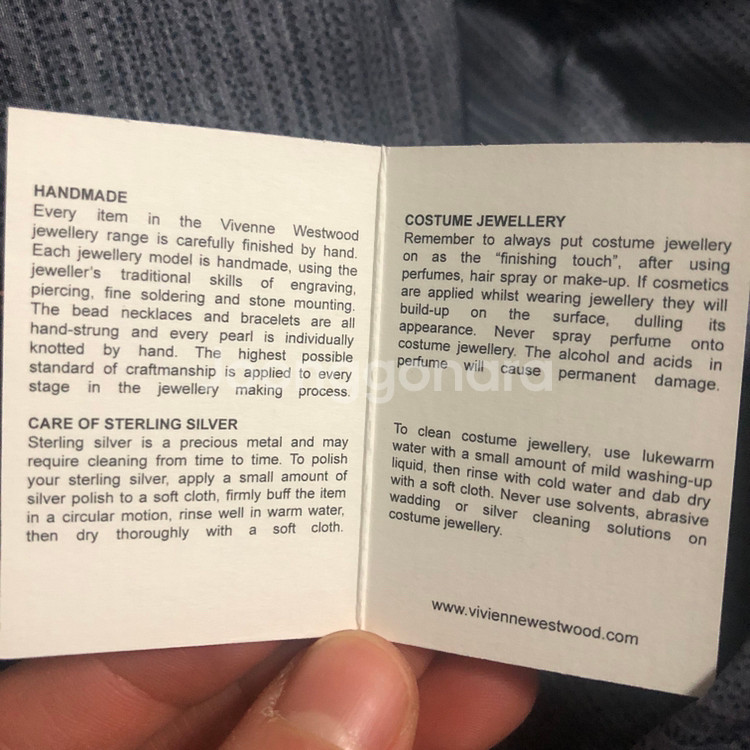 HANDMADE
Every item in the Vivenne Westwood
jewellery range is carefully finished by hand.
Each jewellery model is handmade, using the
jeweller's traditional skills of engraving,
piercing, fine soldering and stone mounting.
The bead necklaces and bracelets are all
hand-strung and every pearl is individually
knotted by hand. The highest possible
standard of craftmanship is applied to every
stage in the jewellery making process.
CARE OF STERLING SILVER
Sterling silver is a precious metal and may
require cleaning from time to time. To polish
your sterling silver, apply a small amount of
silver polish to a soft cloth, firmly buff the item
in a circular motion, rinse well in warm water,
then dry thoroughly with a soft cloth.
COSTUME JEWELLERY
Remember to always put costume jewellery
on as the "finishing touch", after using
perfumes, hair spray or make-up. If cosmetics
are applied whilst wearing jewellery they will
build-up on the surface, dulling its
appearance. Never spray perfume onto
costume jewellery. The alcohol and acids in
perfume will cause permanent damage.
To clean costume jewellery, use lukewarm
water with a small amount of mild washing-up
liquid, then rinse with cold water and dab dry
with a soft cloth. Never use solvents, abrasive
wadding or silver cleaning solutions on
costume jewellery.
www.viviennewestwood.com